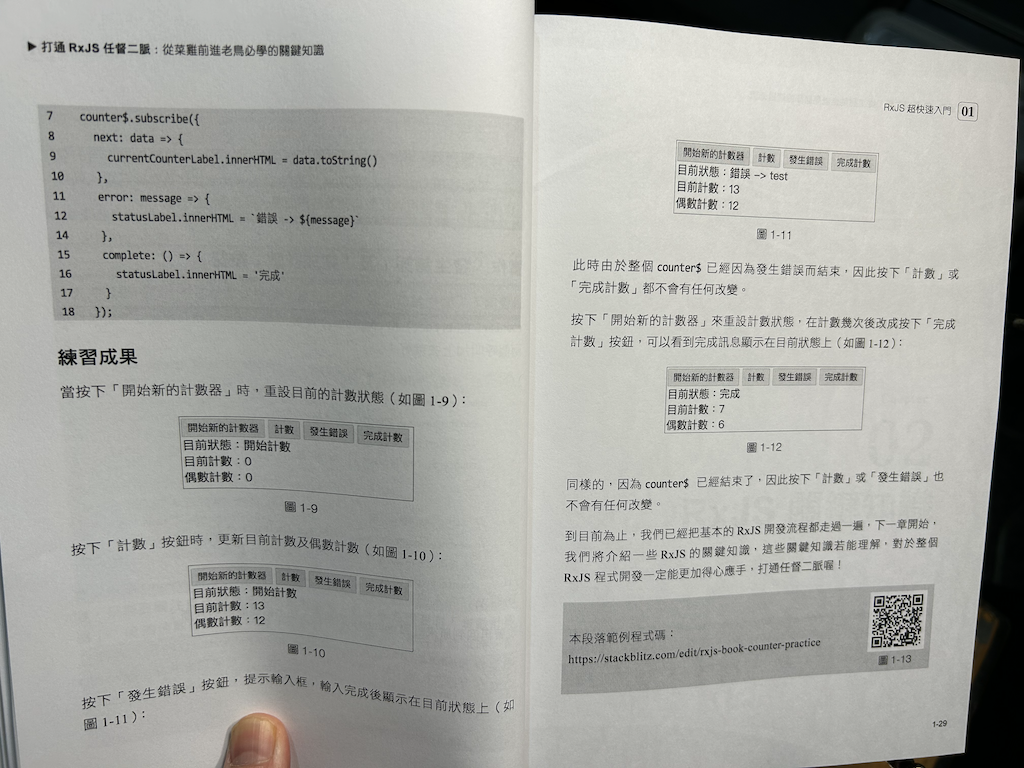 ▶ 打通 RxJS 任督二脈：從菜雞前進老鳥必學的關鍵知識
7 counter$.subscribe({
8 next: data => {
9 currentCounterLabel.innerHTML = data.toString()
10 },
11 error: message => {
12 statusLabel.innerHTML = `錯誤 -> ${message}`
14 },
15 complete: () => {
16 statusLabel.innerHTML = '完成'
17 }
18 });
練習成果
當按下「開始新的計數器」時，重設目前的計數狀態（如圖 1-9）：
開始新的計數器 計數 發生錯誤 完成計數
目前狀態：開始計數
目前計數：0
偶數計數：0
圖 1-9
按下「計數」按鈕時，更新目前計數及偶數計數（如圖 1-10）：
開始新的計數器 計數 發生錯誤 完成計數
目前狀態：開始計數
目前計數：13
偶數計數：12
圖 1-10
按下「發生錯誤」按鈕，提示輸入框，輸入完成後顯示在目前狀態上（如
圖 1-11）：
RxJS 超快速入門 01
開始新的計數器 計數 發生錯誤 完成計數
目前狀態：錯誤 -> test
目前計數：13
偶數計數：12
圖 1-11
此時由於整個 counter$ 已經因為發生錯誤而結束，因此按下「計數」或
「完成計數」都不會有任何改變。
按下「開始新的計數器」來重設計數狀態，在計數幾次後改成按下「完成
計數」按鈕，可以看到完成訊息顯示在目前狀態上（如圖 1-12）：
開始新的計數器 計數 發生錯誤 完成計數
目前狀態：完成
目前計數：7
偶數計數：6
圖 1-12
同樣的，因為 counter$ 已經結束了，因此按下「計數」或「發生錯誤」也
不會有任何改變。
到目前為止，我們已經把基本的 RxJS 開發流程都走過一遍，下一章開始，
我們將介紹一些 RxJS 的關鍵知識，這些關鍵知識若能理解，對於整個
RxJS 程式開發一定能更加得心應手，打通任督二脈喔！
本段落範例程式碼：
https://stackblitz.com/edit/rxjs-book-counter-practice
圖 1-13
1-29